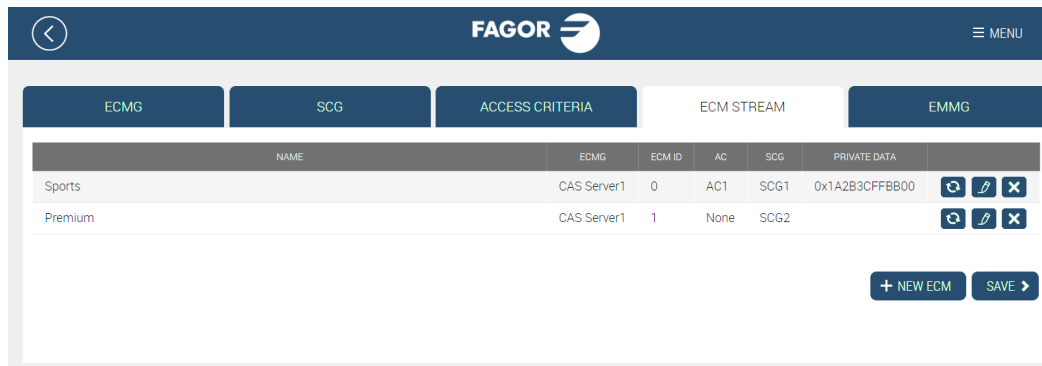 FAGOR
MENU
ECMG SCG ACCESS CRITERIA ECM STREAM EMMG
NAME ECMG ECM ID AC SCG PRIVATE DATA
Sports CAS Server1 0 AC1 SCG1 0x1A2B3CFFBB00
Premium CAS Server1 1 None SCG2
+ NEW ECM SAVE